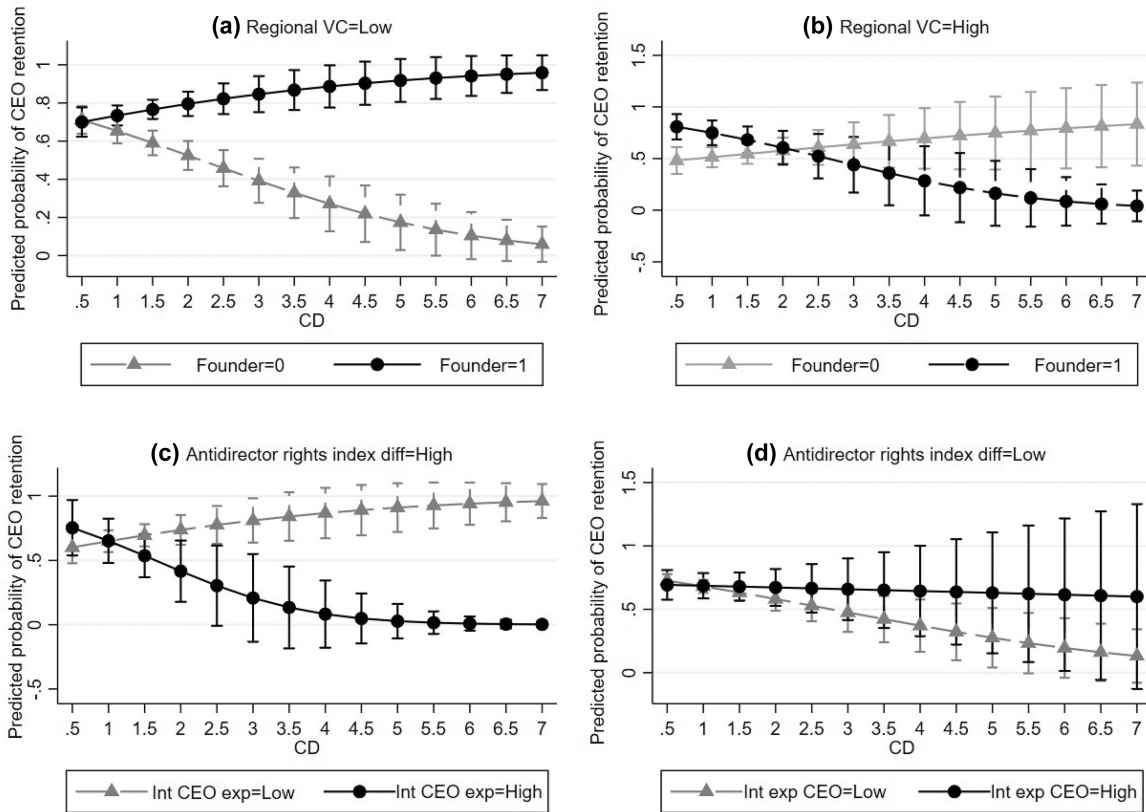 (a) Regional VC=Low
Predicted probability of CEO retention
1
.8
.6
.4
.2
0
.5 1 1.5 2 2.5 3 3.5 4 4.5 5 5.5 6 6.5 7
CD
Founder=0 Founder=1
(b) Regional VC=High
Predicted probability of CEO retention
1.5
1
0.5
0
-.5
.5 1 1.5 2 2.5 3 3.5 4 4.5 5 5.5 6 6.5 7
CD
Founder=0 Founder=1
(c) Antidirector rights index diff=High
Predicted probability of CEO retention
1
.5
0
-.5
.5 1 1.5 2 2.5 3 3.5 4 4.5 5 5.5 6 6.5 7
CD
Int CEO exp=Low Int CEO exp=High
(d) Antidirector rights index diff=Low
Predicted probability of CEO retention
1.5
1
0.5
0
.5 1 1.5 2 2.5 3 3.5 4 4.5 5 5.5 6 6.5 7
CD
Int exp CEO=Low Int exp CEO=High